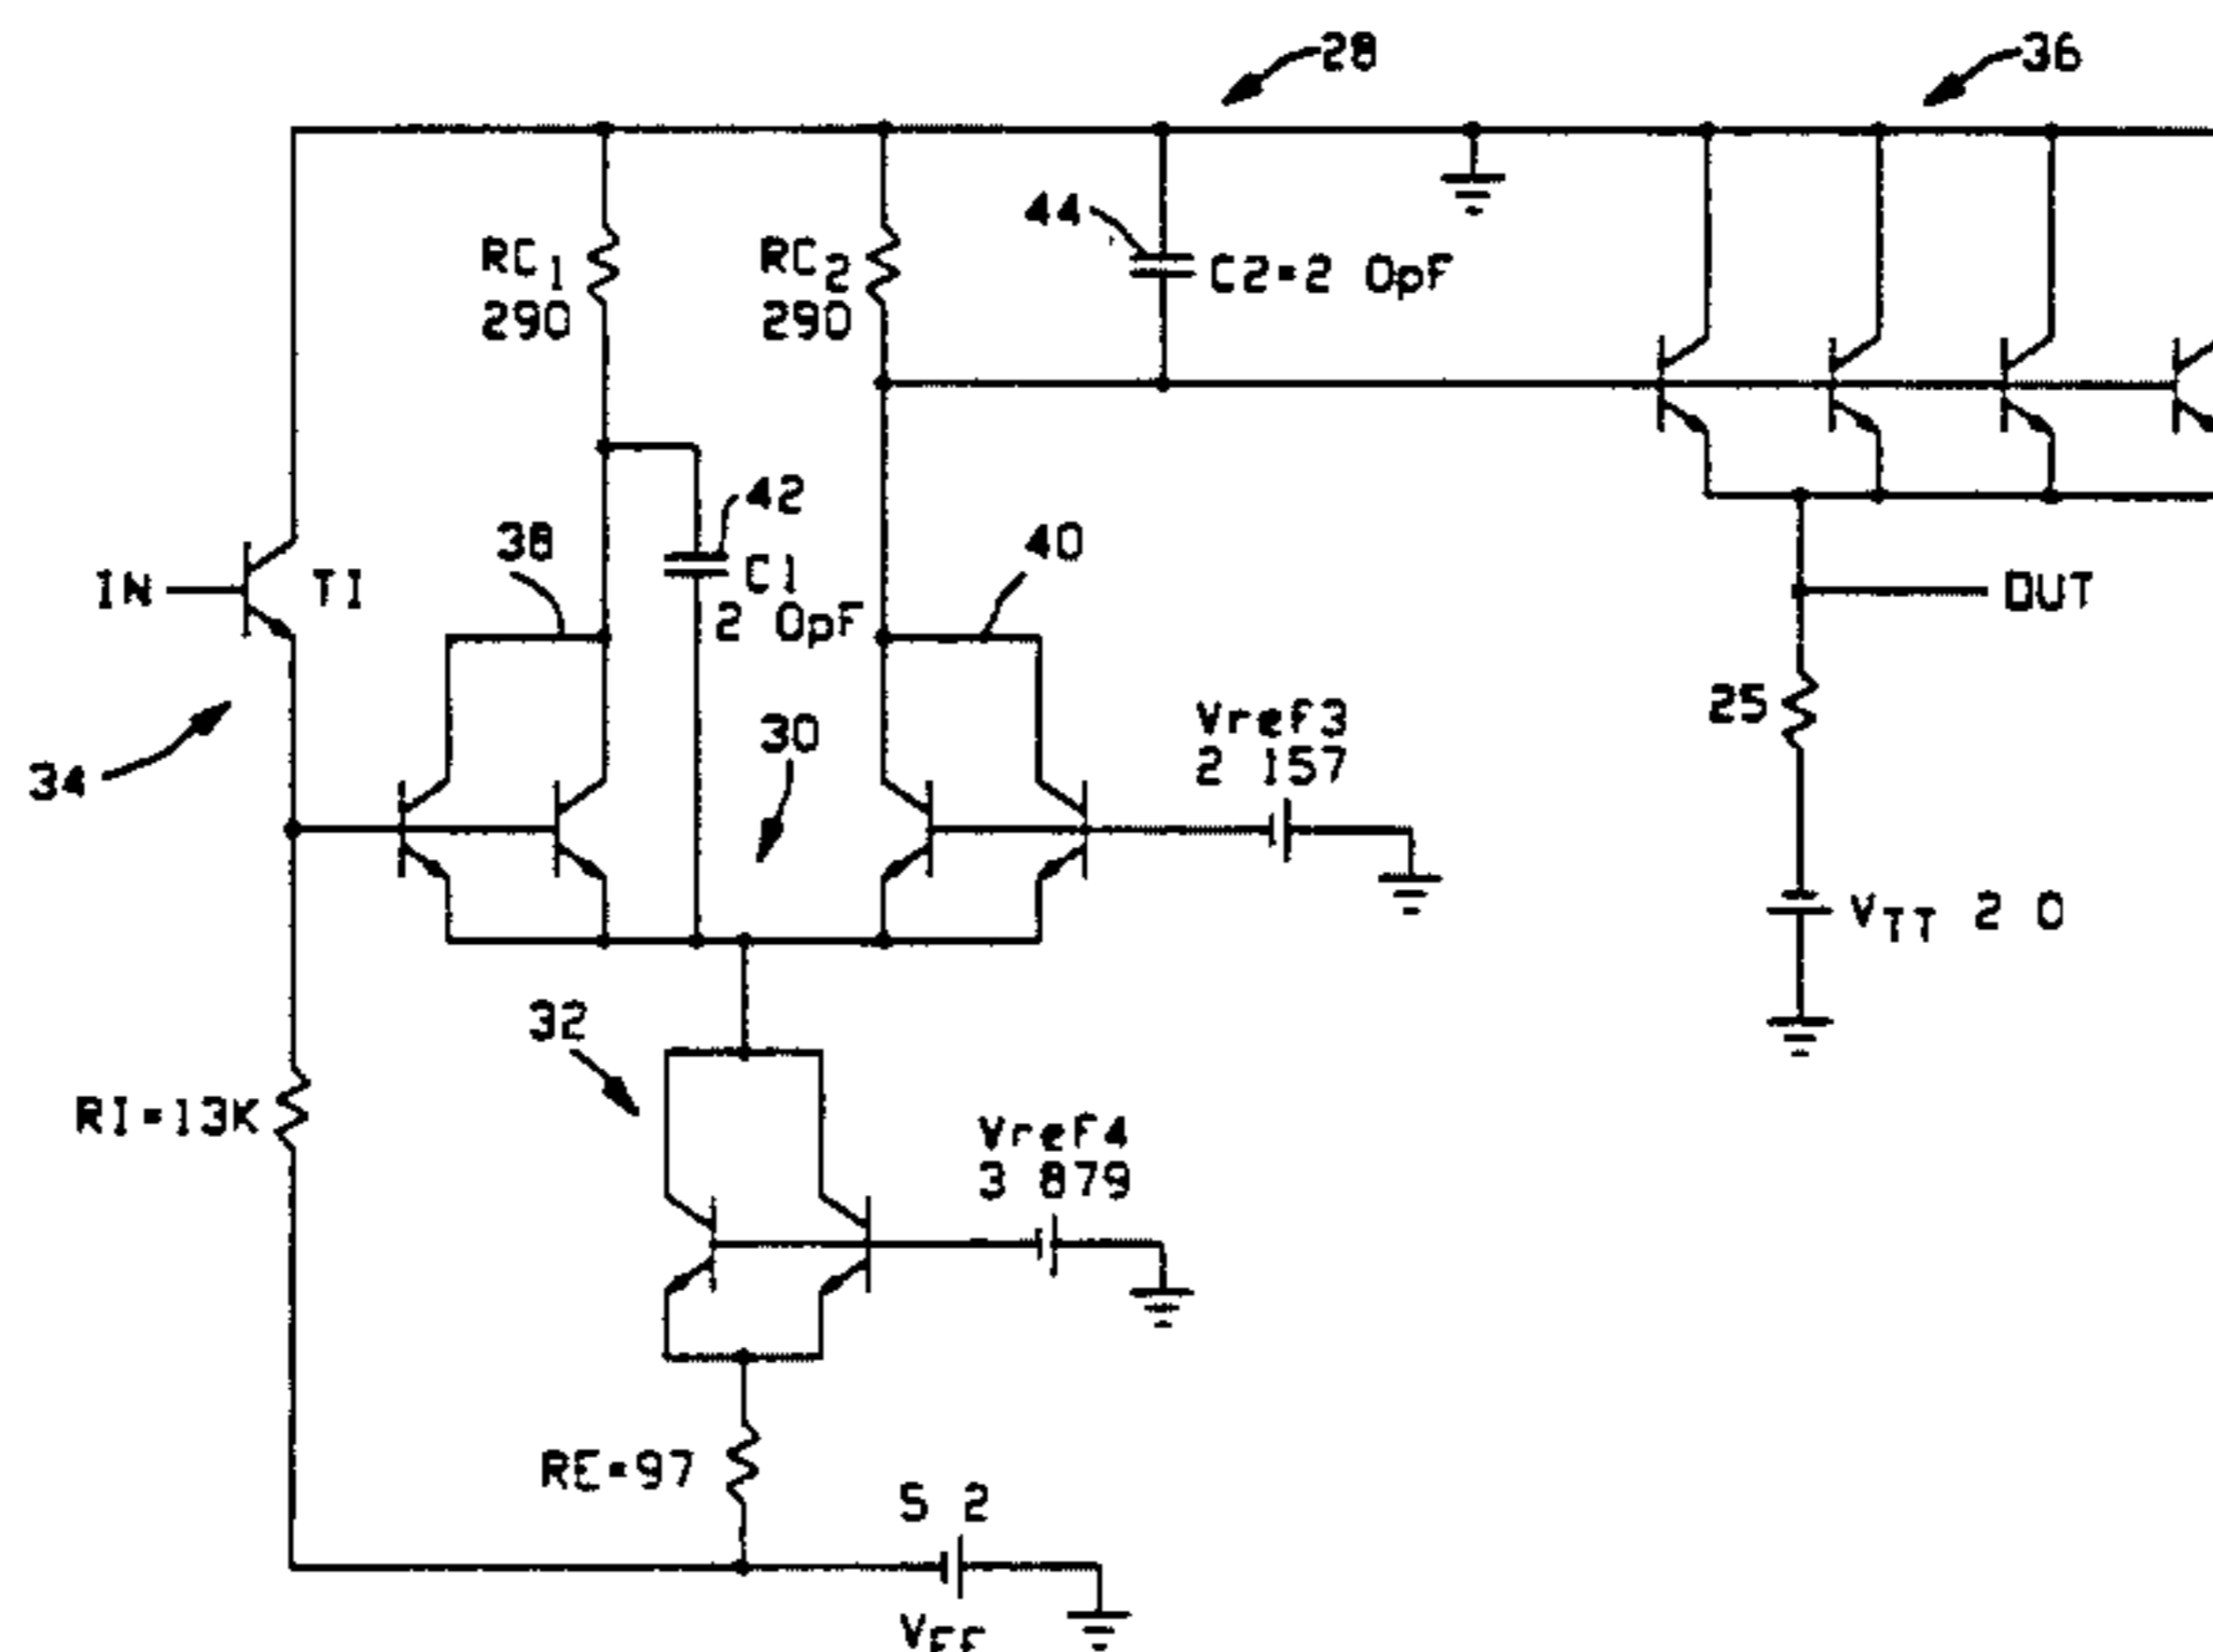 28
36
44
RC1
290
RC2
290
C2=2 0pF
42
38
C1
2 0pF
40
IN
TI
OUT
34
30
Vref3
2 157
25
VTT 2 0
32
RI=13K
Vref4
3 879
RE=97
5 2
VEE